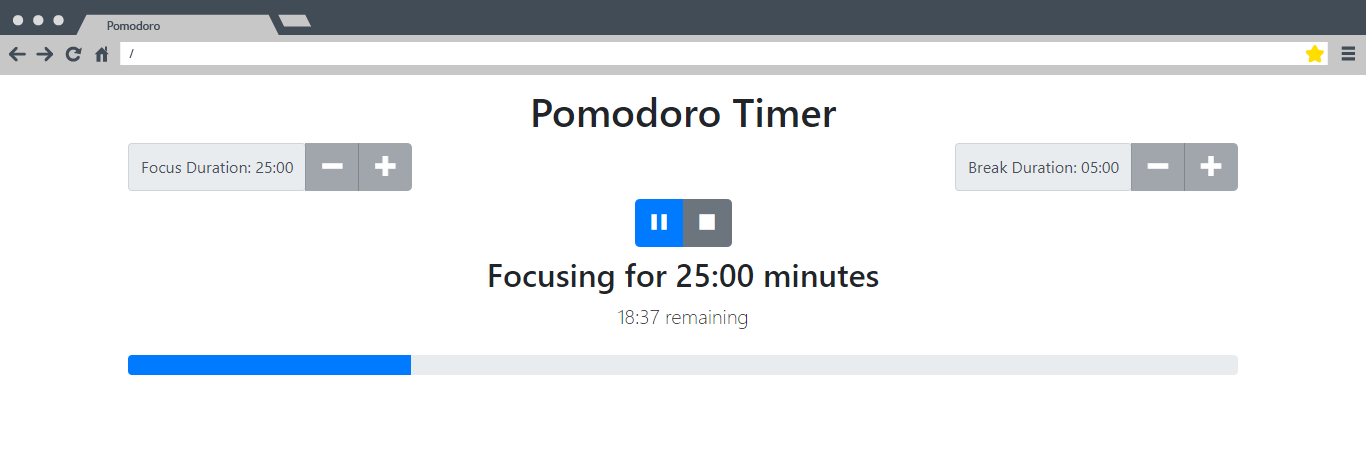 Pomodoro
/
Pomodoro Timer
Focus Duration: 25:00
Break Duration: 05:00
Focusing for 25:00 minutes
18:37 remaining